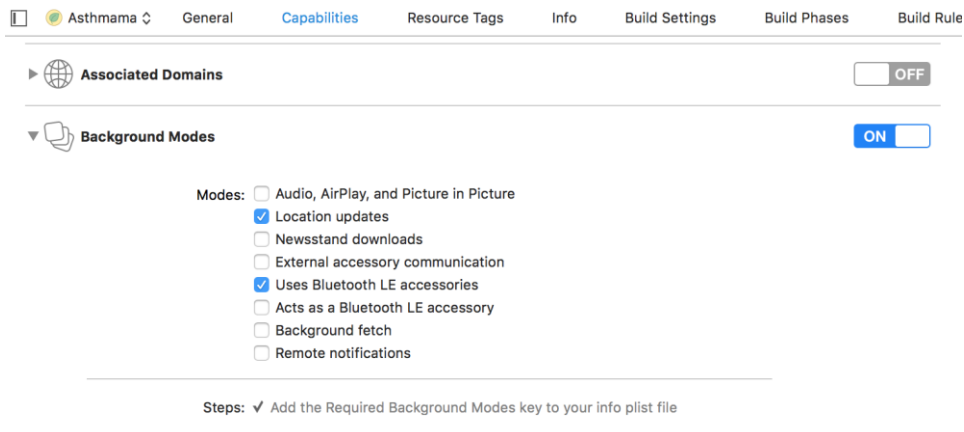 Asthmama General Capabilities Resource Tags Info Build Settings Build Phases Build Rule
Associated Domains OFF
Background Modes ON
Modes: Audio, AirPlay, and Picture in Picture
Location updates
Newsstand downloads
External accessory communication
Uses Bluetooth LE accessories
Acts as a Bluetooth LE accessory
Background fetch
Remote notifications
Steps: ✓ Add the Required Background Modes key to your info plist file